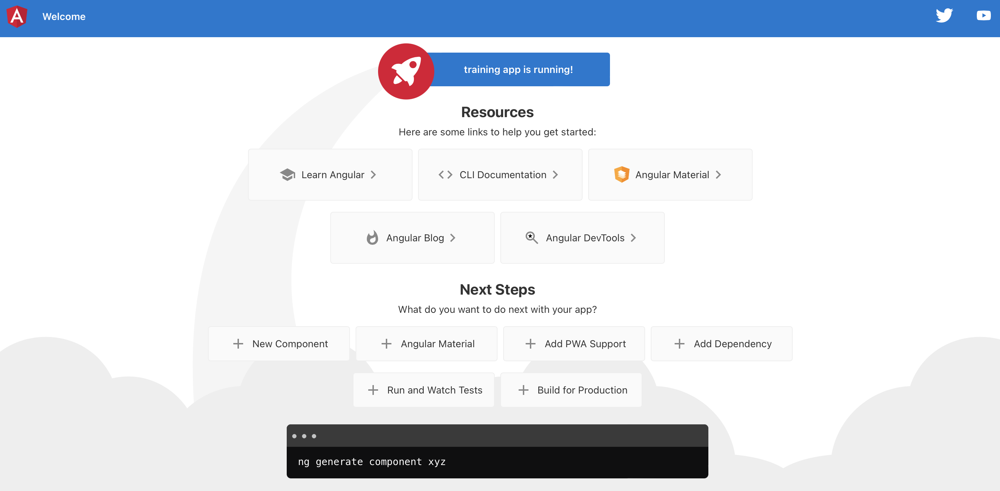 Welcome
training app is running!
Resources
Here are some links to help you get started:
Learn Angular
CLI Documentation
Angular Material
Angular Blog
Angular DevTools
Next Steps
What do you want to do next with your app?
New Component
Angular Material
Add PWA Support
Add Dependency
Run and Watch Tests
Build for Production
ng generate component xyz